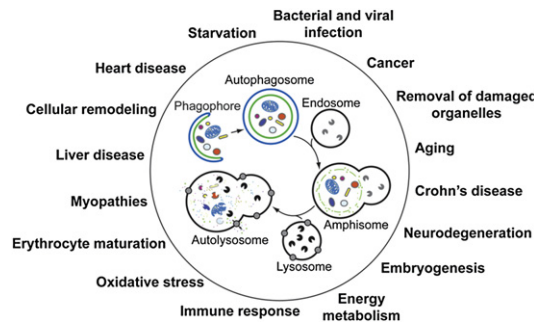 Bacterial and viral
infection
Starvation
Cancer
Heart disease
Autophagosome
Removal of damaged
organelles
Cellular remodeling
Phagophore
Endosome
Aging
Liver disease
Crohn's disease
Myopathies
Amphisome
Neurodegeneration
Erythrocyte maturation
Autolysosome
Lysosome
Embryogenesis
Oxidative stress
Energy
metabolism
Immune response